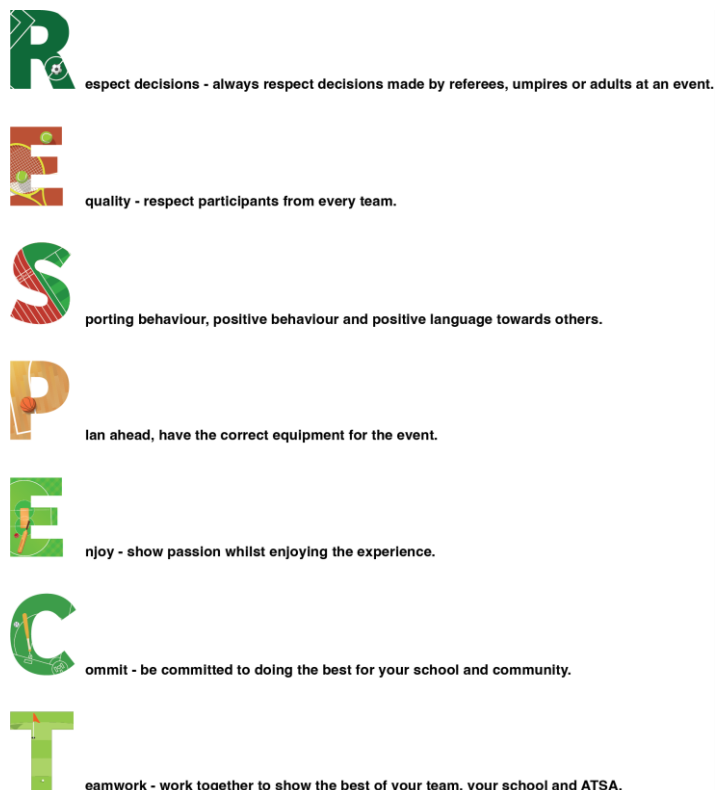 Respect decisions - always respect decisions made by referees, umpires or adults at an event.
Equality - respect participants from every team.
Sporting behaviour, positive behaviour and positive language towards others.
Plan ahead, have the correct equipment for the event.
Enjoy - show passion whilst enjoying the experience.
Commit - be committed to doing the best for your school and community.
Teamwork - work together to show the best of your team, your school and ATSA.